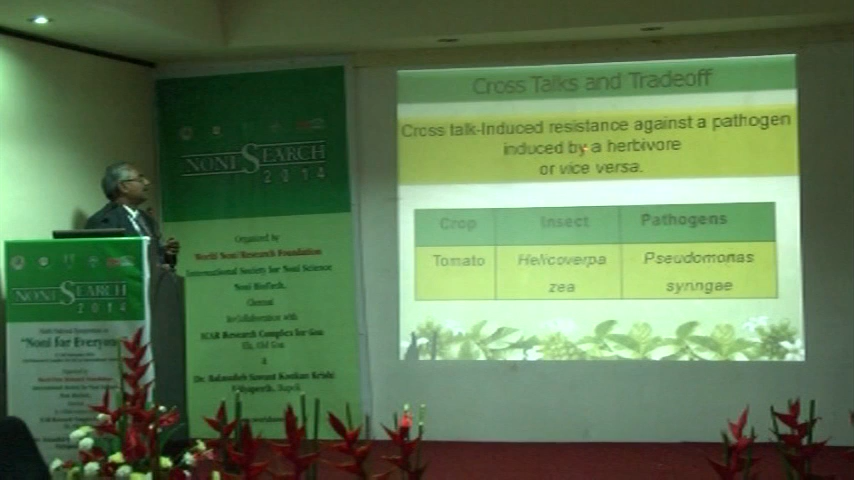 Cross Talks and Tradeoff
Cross talk-Induced resistance against a pathogen
induced by a herbivore
or vice versa.
Crop Insect Pathogens
Tomato Helicoverpa Pseudomonas
zea syringae
NONI SEARCH
2014
Organized by
World Noni Research Foundation
International Society for Noni Science
Noni BioTech,
Chennai
In Collaboration with
ICAR Research Complex for Goa
Ela, Old Goa
&
Dr. Balasaheb Sawant Konkan Krishi
Vidyapeeth, Dapoli
NONI SEARCH
2014
"Noni for Everyone